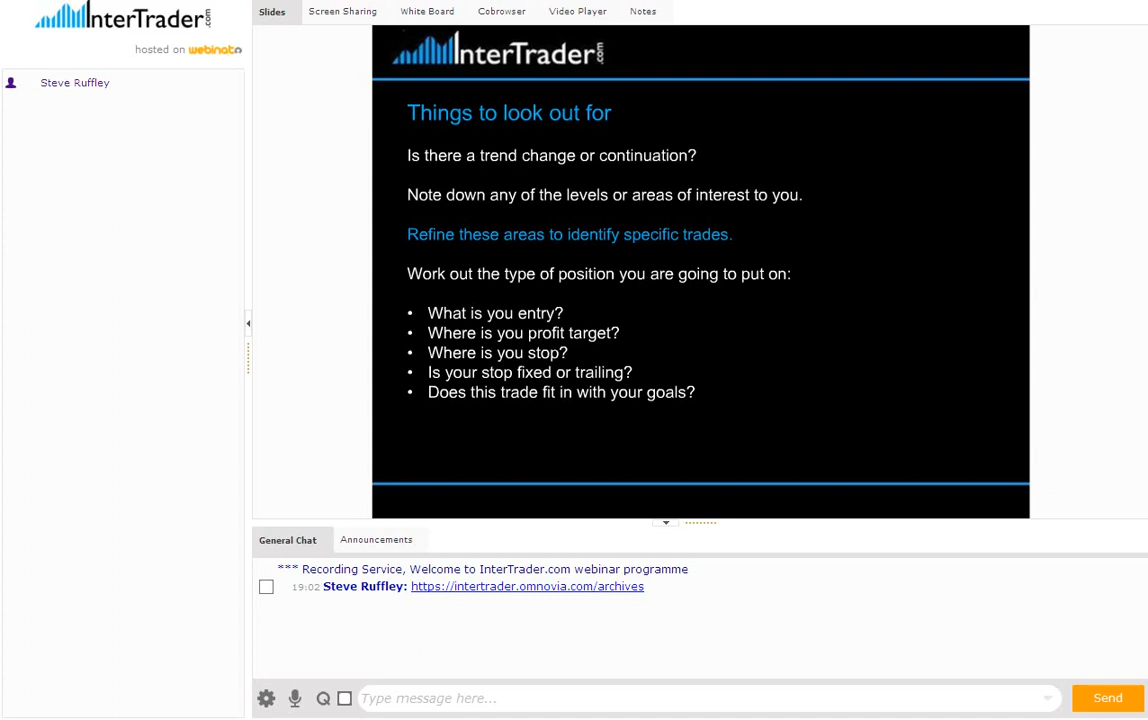 InterTrader.com
hosted on webinato
Steve Ruffley
Slides
Screen Sharing
White Board
Cobrowser
Video Player
Notes
InterTrader.com
Things to look out for
Is there a trend change or continuation?
Note down any of the levels or areas of interest to you.
Refine these areas to identify specific trades.
Work out the type of position you are going to put on:
• What is you entry?
• Where is you profit target?
• Where is you stop?
• Is your stop fixed or trailing?
• Does this trade fit in with your goals?
General Chat
Announcements
*** Recording Service, Welcome to InterTrader.com webinar programme
19:02 Steve Ruffley: https://intertrader.omnovia.com/archives
Q
Type message here...
Send